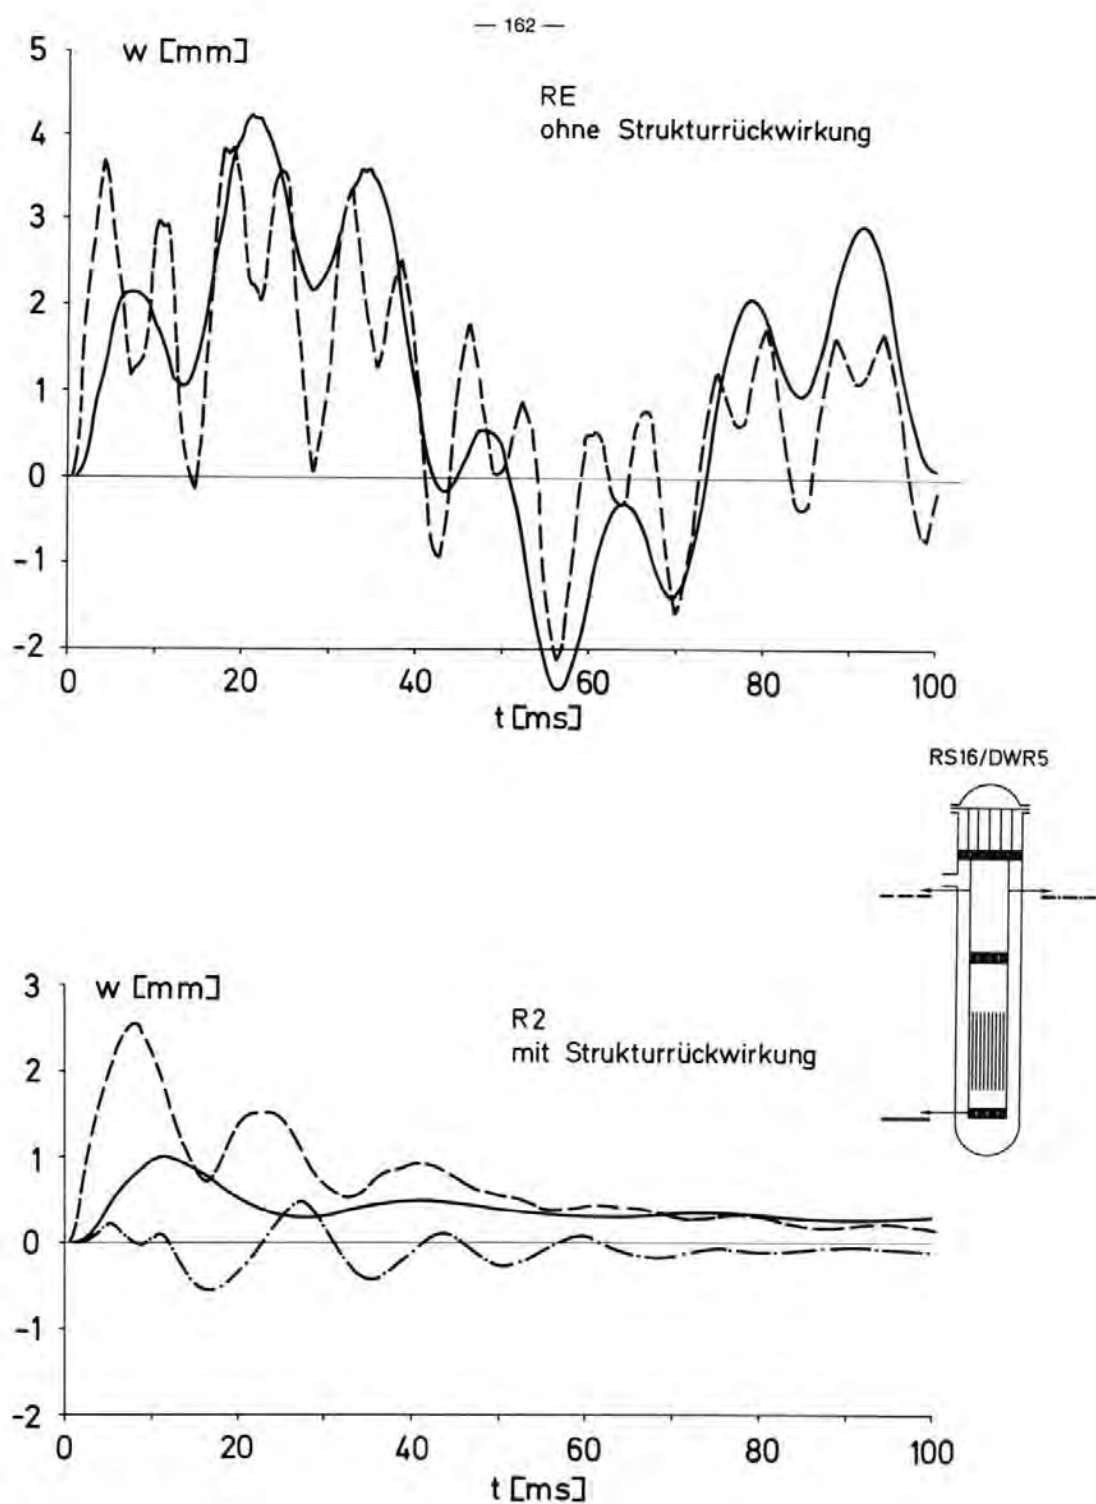 — 162 —
w [mm]
5
4
3
2
1
0
-1
-2
RE
ohne Strukturrückwirkung
0 20 40 60 80 100
t [ms]
RS16/DWR5
w [mm]
3
2
1
0
-1
-2
R2
mit Strukturrückwirkung
0 20 40 60 80 100
t [ms]